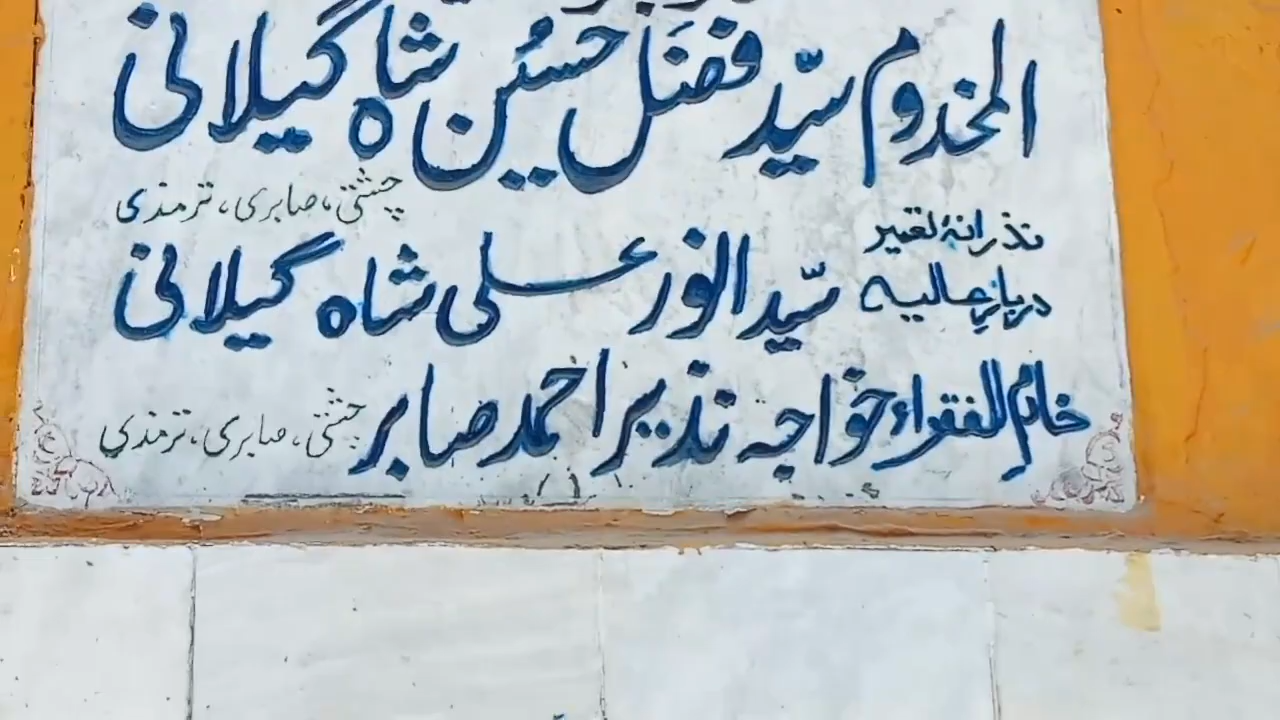 المخدوم سیّد فضل حسین شاہ گیلانی
چشتی، صابری، ترمذی
نذرانۂ تعمیر
دربارِ عالیہ
سیّد انور علی شاہ گیلانی
خادم الفقراء خواجہ نذیر احمد صابر
چشتی، صابری، ترمذی